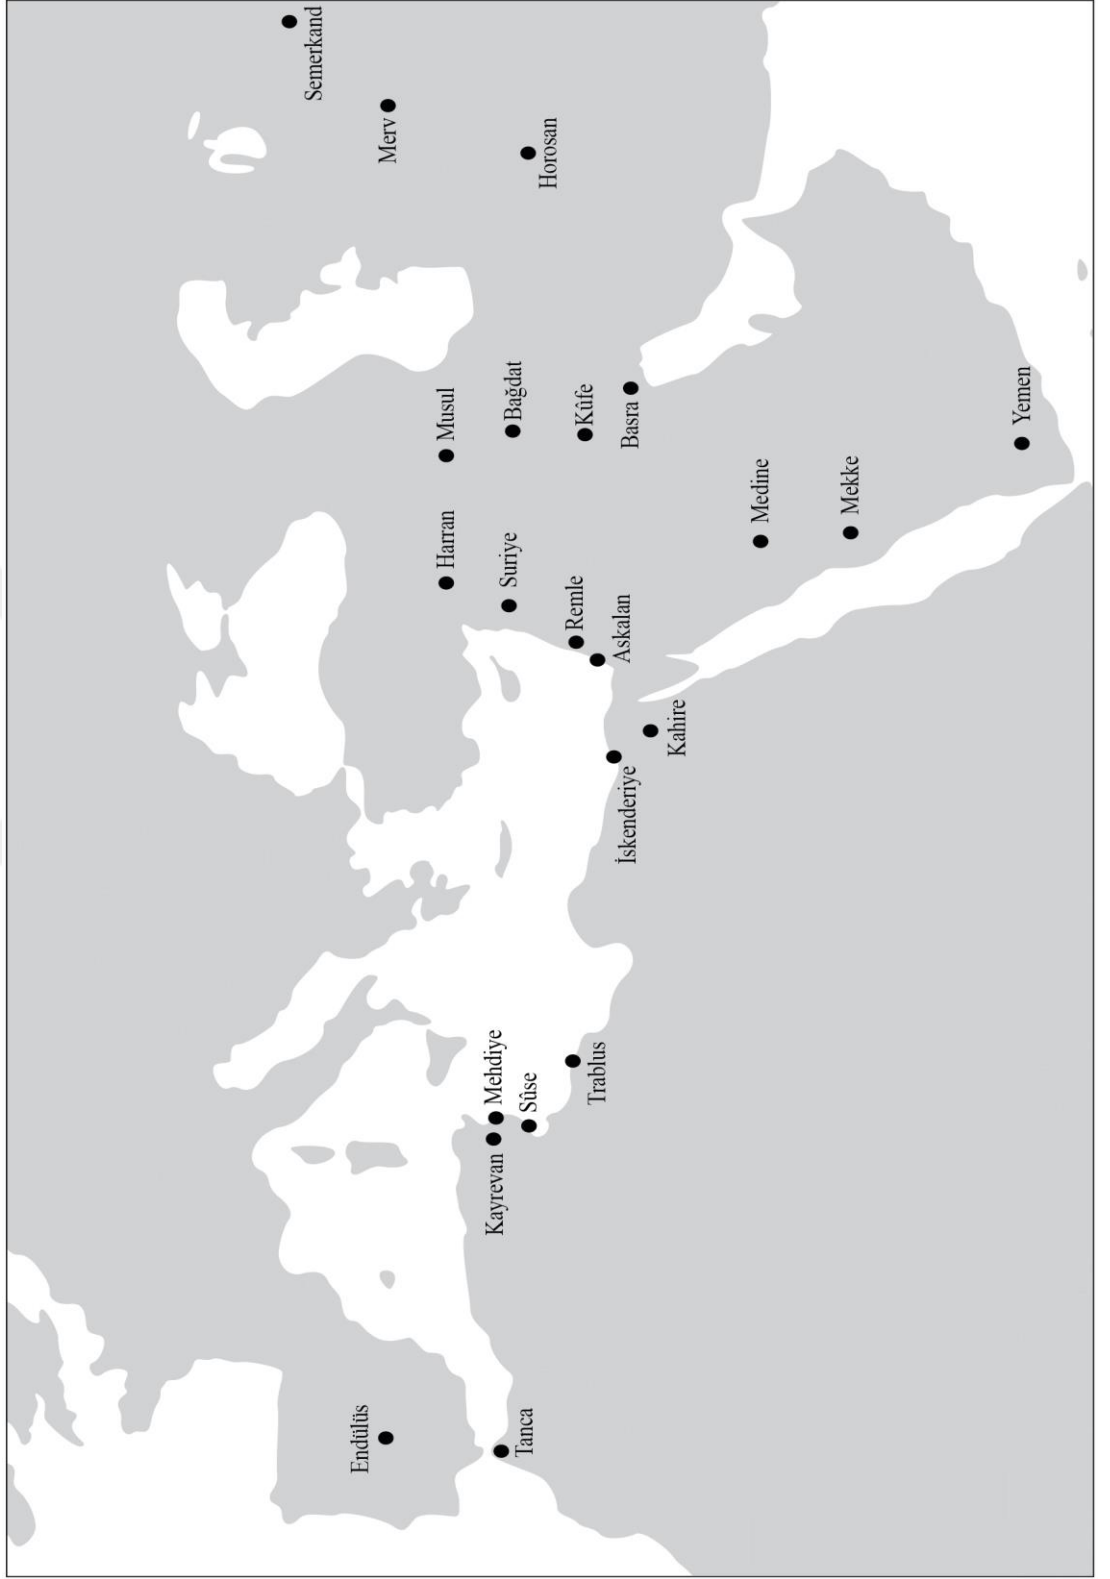 Semerkand
Merv
Horosan
Musul
Bağdat
Kûfe
Basra
Harran
Suriye
Remle
Askalan
Medine
Mekke
Yemen
Kahire
İskenderiye
Trablus
Mehdiye
Sûse
Kayrevan
Endülüs
Tanca